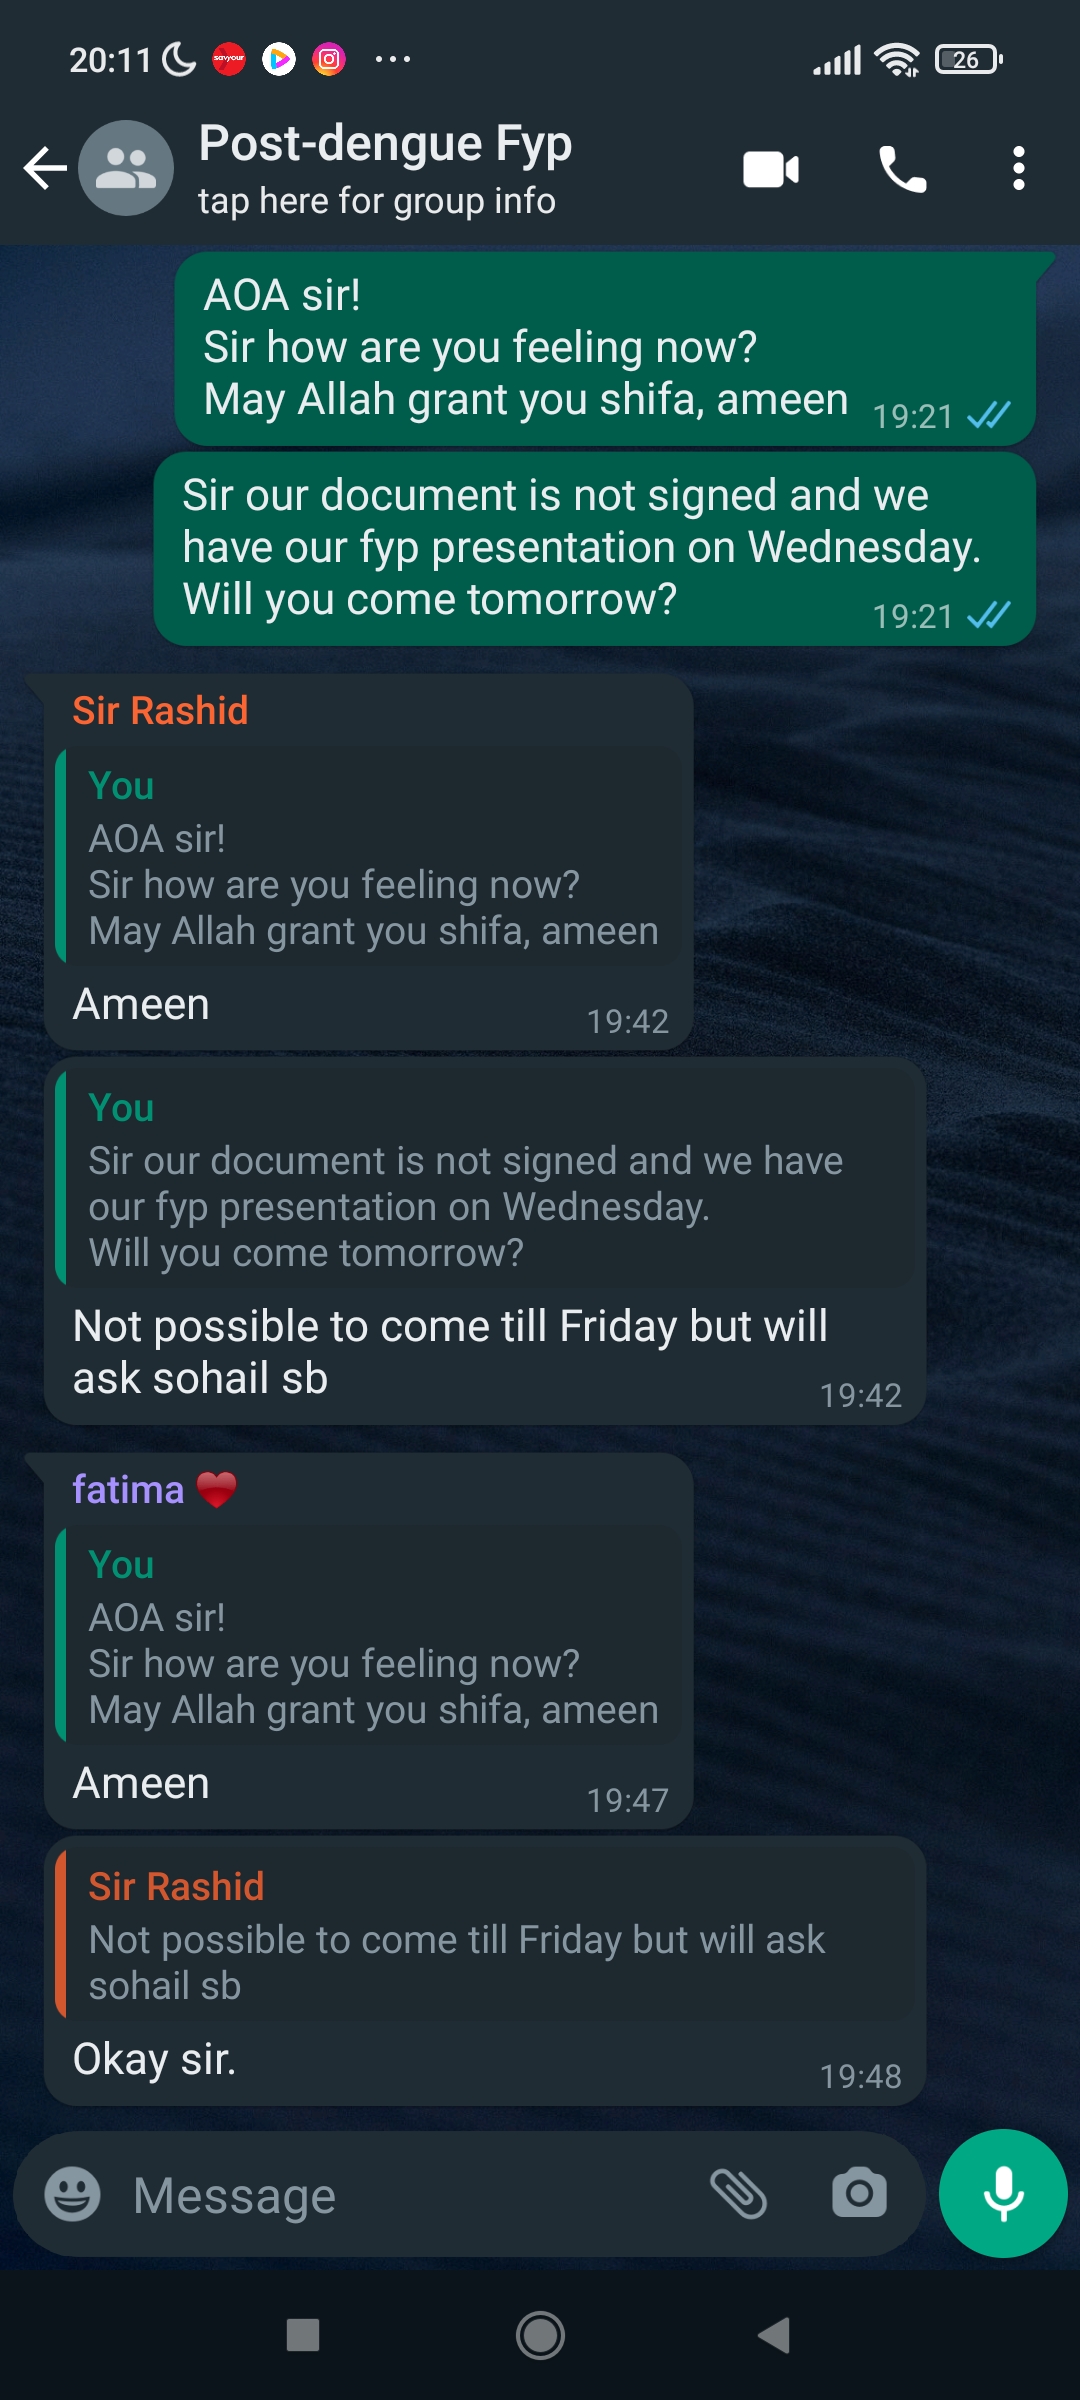 20:11
savyour
26
Post-dengue Fyp
tap here for group info
AOA sir!
Sir how are you feeling now?
May Allah grant you shifa, ameen
19:21
Sir our document is not signed and we
have our fyp presentation on Wednesday.
Will you come tomorrow?
19:21
Sir Rashid
You
AOA sir!
Sir how are you feeling now?
May Allah grant you shifa, ameen
Ameen
19:42
You
Sir our document is not signed and we have
our fyp presentation on Wednesday.
Will you come tomorrow?
Not possible to come till Friday but will
ask sohail sb
19:42
fatima ❤️
You
AOA sir!
Sir how are you feeling now?
May Allah grant you shifa, ameen
Ameen
19:47
Sir Rashid
Not possible to come till Friday but will ask
sohail sb
Okay sir.
19:48
Message